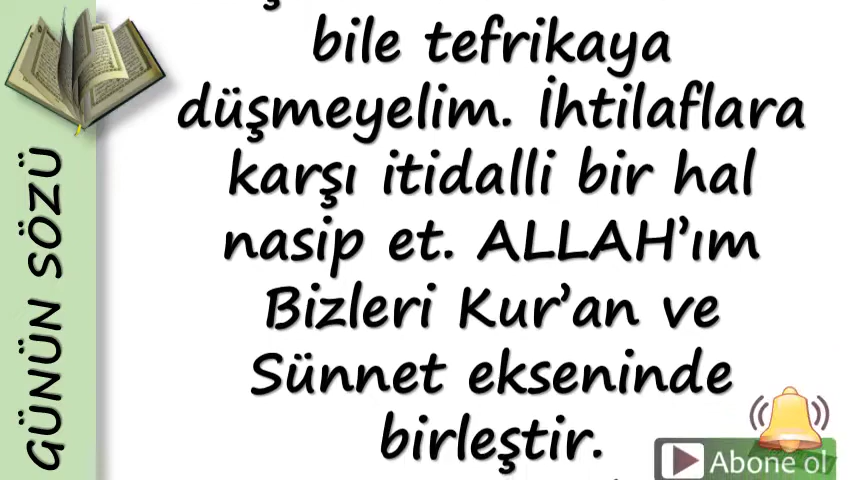 bile tefrikaya
düşmeyelim. İhtilaflara
karşı itidalli bir hal
nasip et. ALLAH’ım
Bizleri Kur’an ve
Sünnet ekseninde
birleştir.
GÜNÜN SÖZÜ
Abone ol